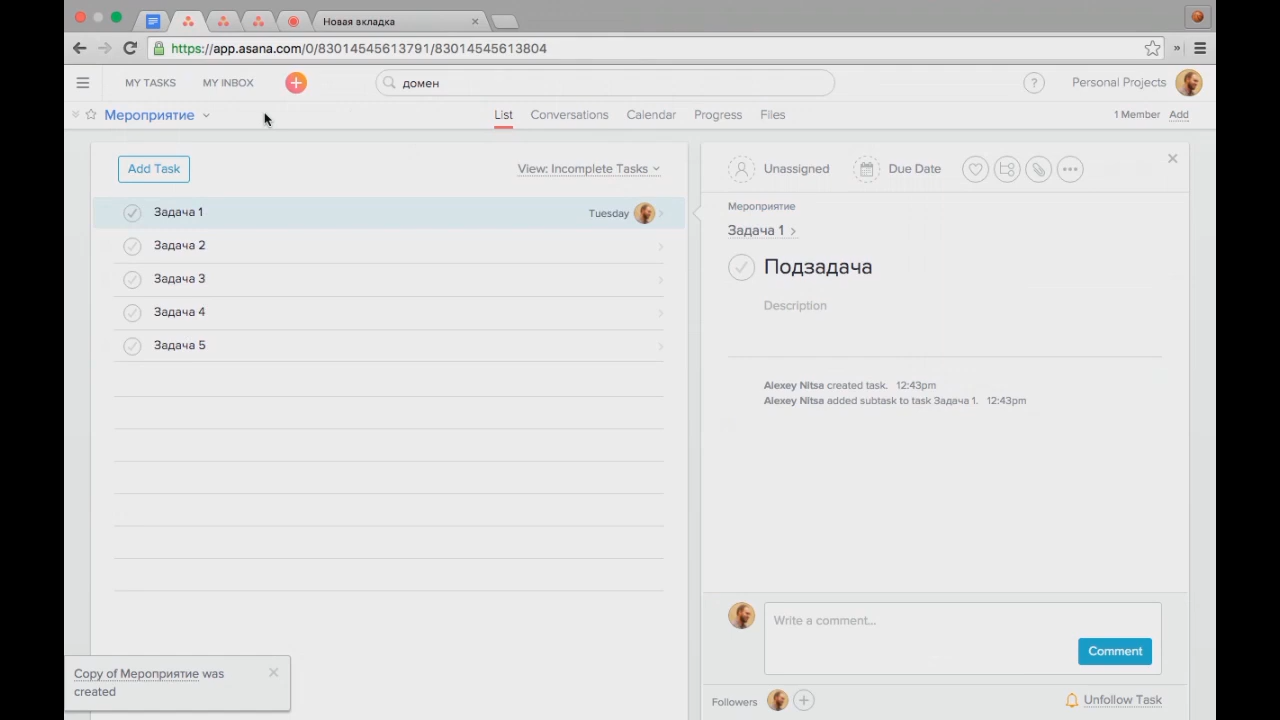 Новая вкладка
https://app.asana.com/0/83014545613791/83014545613804
MY TASKS
MY INBOX
домен
Personal Projects
Мероприятие
List
Conversations
Calendar
Progress
Files
1 Member
Add
Add Task
View: Incomplete Tasks
Задача 1
Tuesday
Задача 2
Задача 3
Задача 4
Задача 5
Unassigned
Due Date
Мероприятие
Задача 1
Подзадача
Description
Alexey Nitsa created task. 12:43pm
Alexey Nitsa added subtask to task Задача 1. 12:43pm
Write a comment...
Comment
Followers
Unfollow Task
Copy of Мероприятие was
created